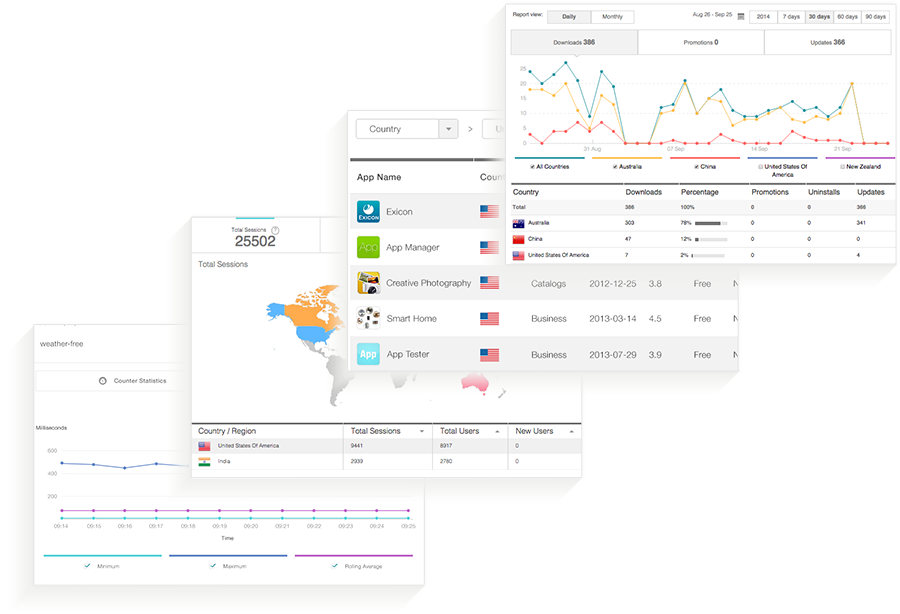 Report view: Daily Monthly Aug 26 - Sep 25 2014 7 days 30 days 60 days 90 days
Downloads 386 Promotions 0 Updates 366
25
20
15
10
5
0
31 Aug 07 Sep 14 Sep 21 Sep
All Countries Australia China United States Of America New Zealand
Country Downloads Percentage Promotions Uninstalls Updates
Total 386 100% 0 0 366
Australia 303 78% 0 0 341
China 47 12% 0 0 0
United States Of America 7 2% 0 0 4
Country >
App Name
EXICON Exicon
App App Manager
Creative Photography Catalogs 2012-12-25 3.8 Free
Smart Home Business 2013-03-14 4.5 Free
App App Tester Business 2013-07-29 3.9 Free
Total Sessions ?
25502
Total Sessions
Country / Region Total Sessions Total Users New Users
United States Of America 9441 8917 0
India 2939 2780 0
weather-free
Counter Statistics
Milliseconds
600
400
200
09:14 09:15 09:16 09:17 09:18 09:19 09:20 09:21 09:22 09:23 09:24 09:25
Time
Minimum Maximum Rolling Average